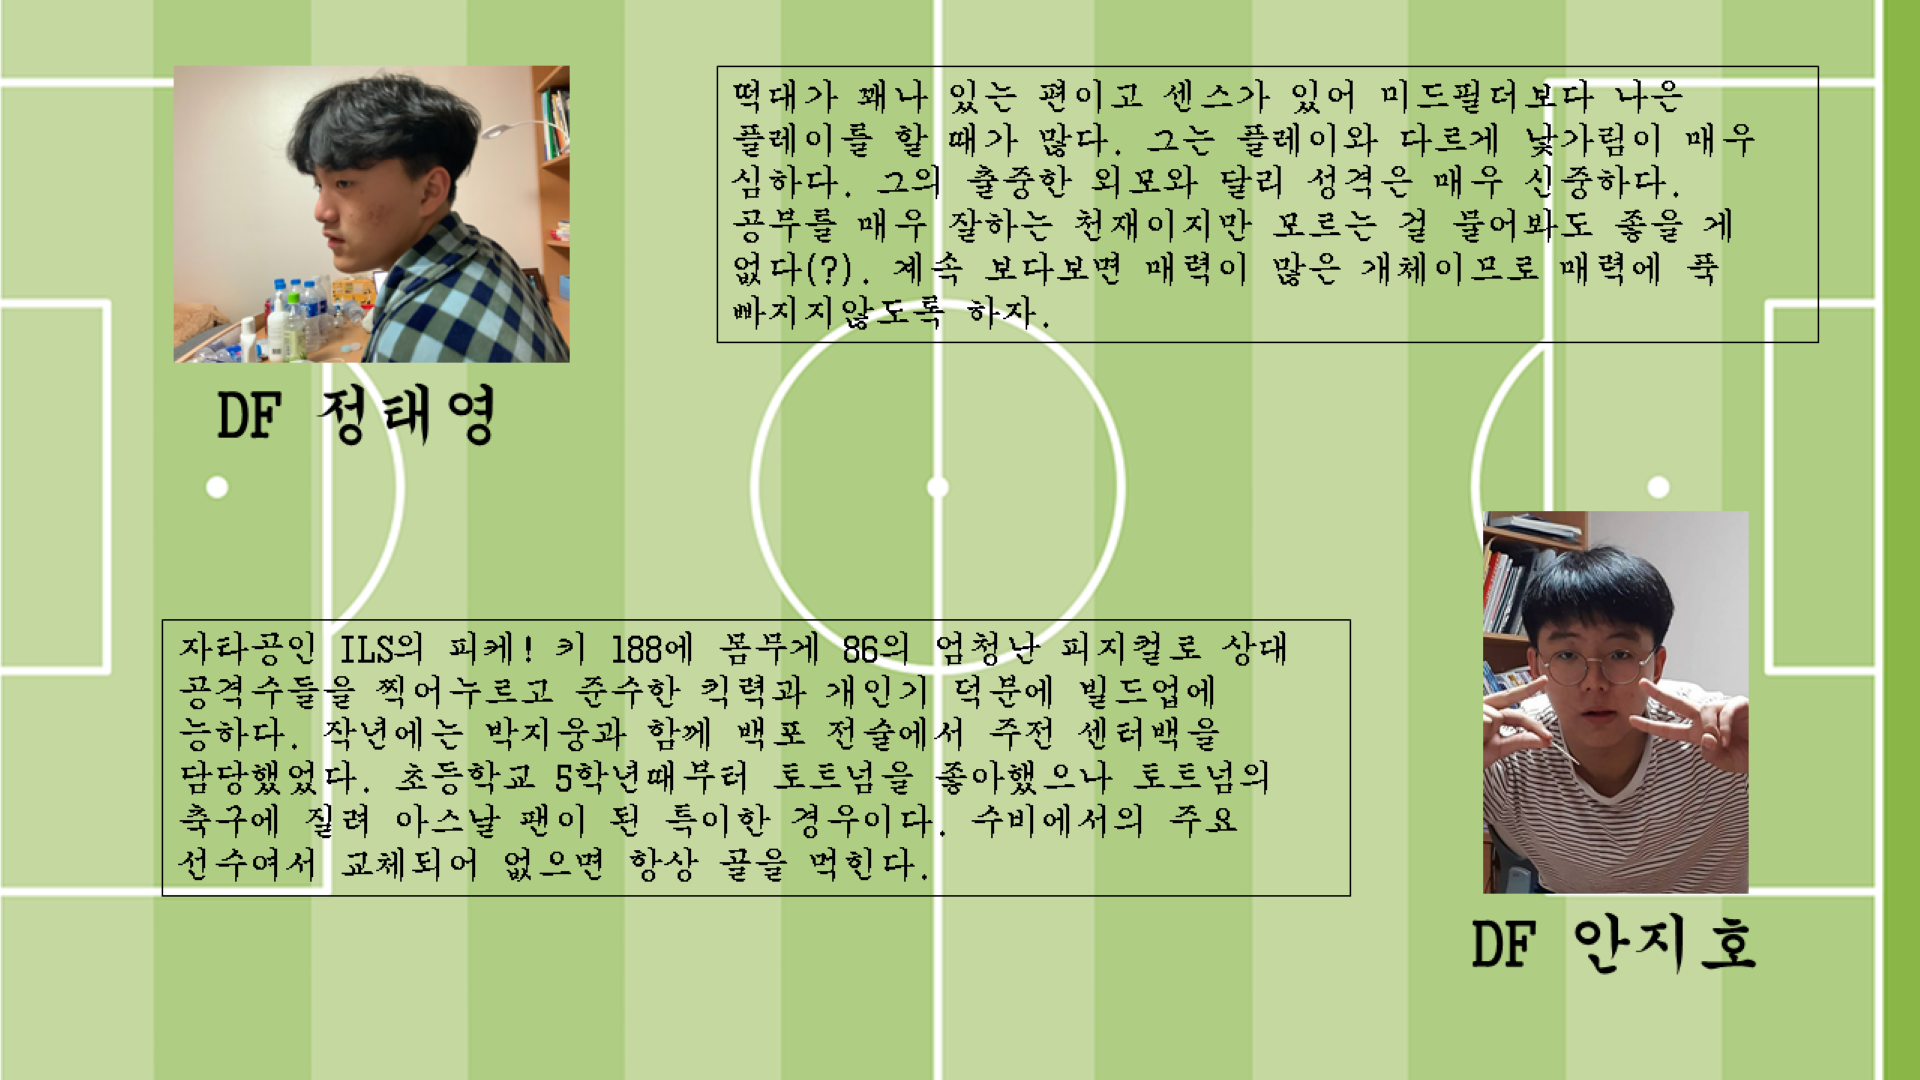 떡대가 꽤나 있는 편이고 센스가 있어 미드필더보다 나은
플레이를 할 때가 많다. 그는 플레이와 다르게 낯가림이 매우
심하다. 그의 출중한 외모와 달리 성격은 매우 신중하다.
공부를 매우 잘하는 천재이지만 모르는 걸 물어봐도 좋을 게
없다(?). 계속 보다보면 매력이 많은 개체이므로 매력에 푹
빠지지않도록 하자.
DF 정태영
자타공인 ILS의 피케! 키 188에 몸무게 86의 엄청난 피지컬로 상대
공격수들을 찍어누르고 준수한 킥력과 개인기 덕분에 빌드업에
능하다. 작년에는 박지웅과 함께 백포 전술에서 주전 센터백을
담당했었다. 초등학교 5학년때부터 토트넘을 좋아했으나 토트넘의
축구에 질려 아스날 팬이 된 특이한 경우이다. 수비에서의 주요
선수여서 교체되어 없으면 항상 골을 먹힌다.
DF 안지호